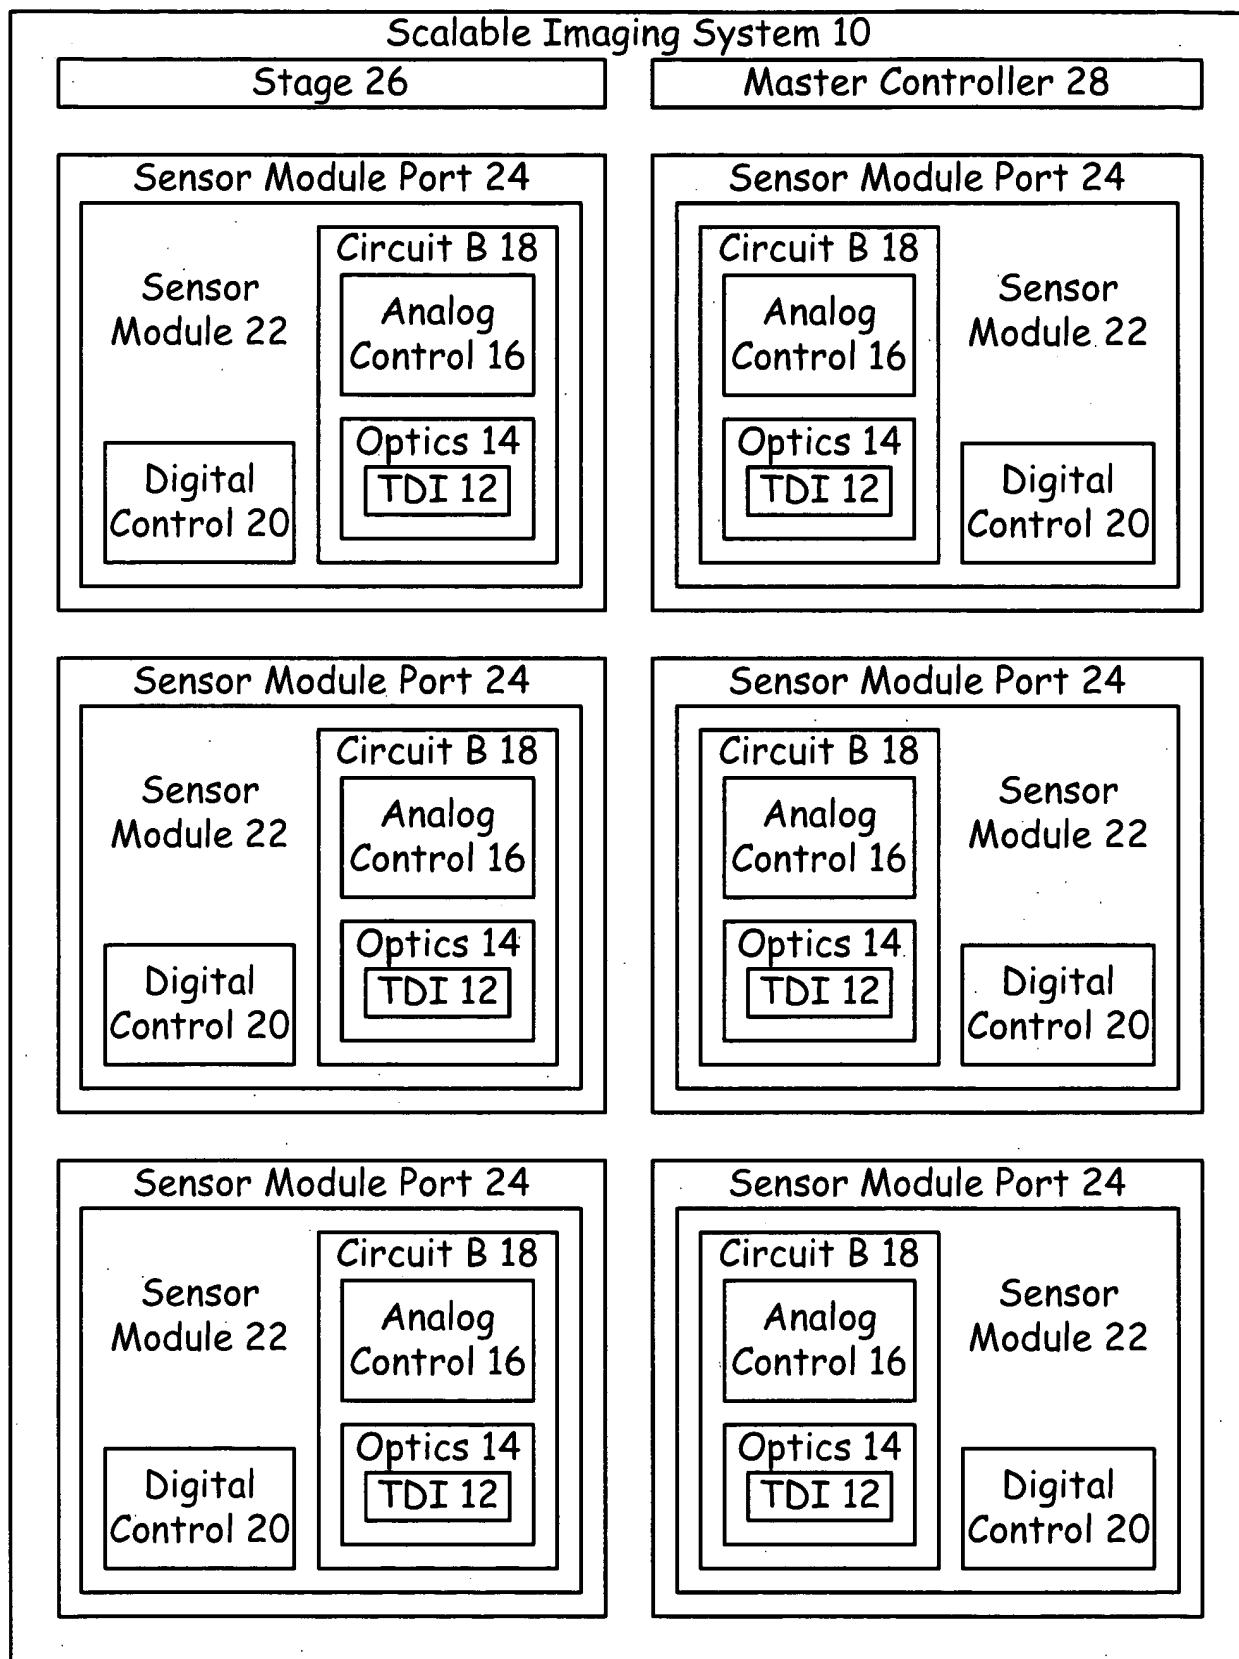 Scalable Imaging System 10
Stage 26
Master Controller 28
Sensor Module Port 24
Sensor
Module 22
Digital
Control 20
Circuit B 18
Analog
Control 16
Optics 14
TDI 12
Sensor Module Port 24
Circuit B 18
Analog
Control 16
Optics 14
TDI 12
Sensor
Module 22
Digital
Control 20
Sensor Module Port 24
Sensor
Module 22
Digital
Control 20
Circuit B 18
Analog
Control 16
Optics 14
TDI 12
Sensor Module Port 24
Circuit B 18
Analog
Control 16
Optics 14
TDI 12
Sensor
Module 22
Digital
Control 20
Sensor Module Port 24
Sensor
Module 22
Digital
Control 20
Circuit B 18
Analog
Control 16
Optics 14
TDI 12
Sensor Module Port 24
Circuit B 18
Analog
Control 16
Optics 14
TDI 12
Sensor
Module 22
Digital
Control 20